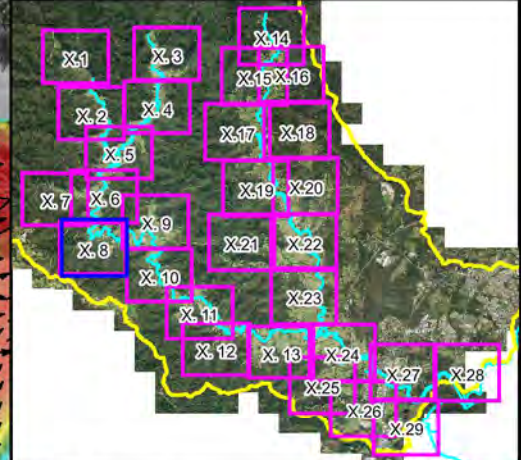 X.14
X.1
X. 3
X.15
X.16
X. 2
X. 4
X.17
X.18
X. 5
X. 7
X. 6
X.19
X.20
X. 9
X. 8
X.21
X.22
X. 10
X.23
X. 11
X. 12
X. 13
X.24
X.27
X.28
X.25
X.26
X.29